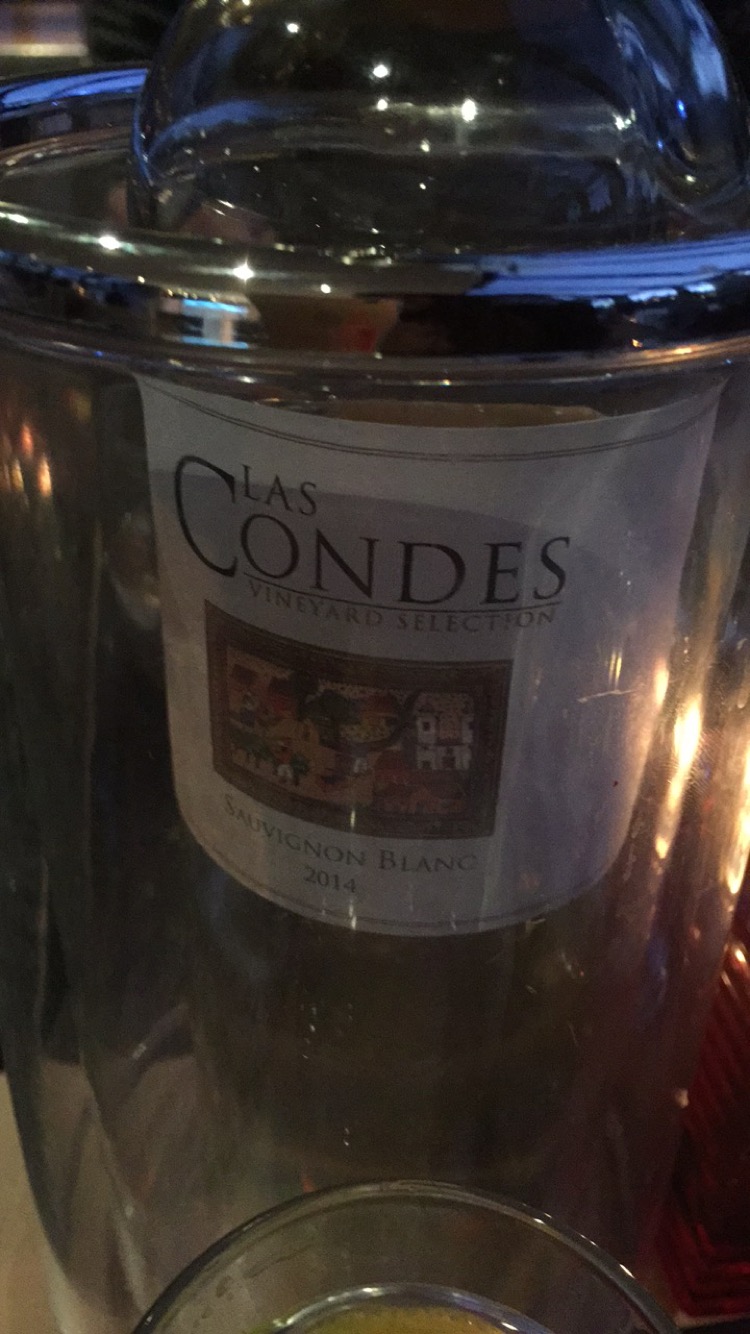 LAS
CONDES
VINEYARD SELECTION
SAUVIGNON BLANC
2014